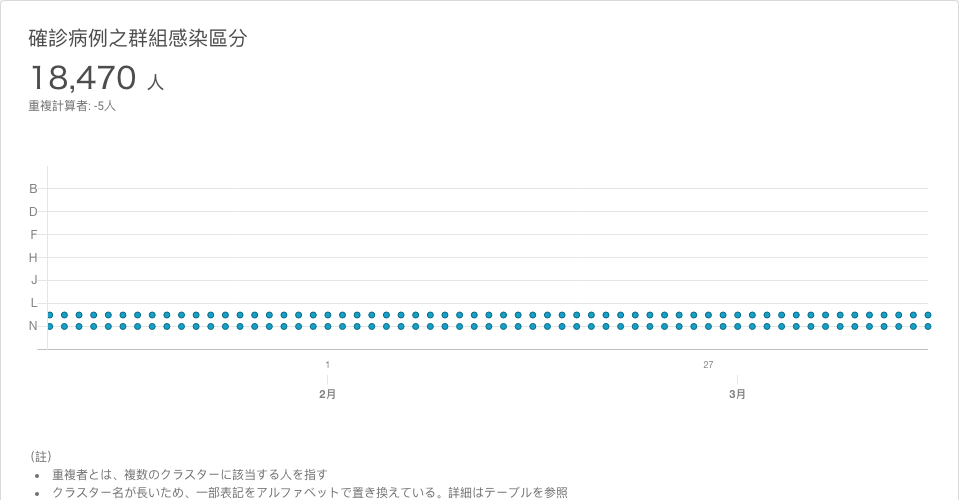 確診病例之群組感染區分
18,470 人
重複計算者: -5人
B
D
F
H
J
L
N
1 27
2月 3月
(註)
• 重複者とは、複数のクラスターに該当する人を指す
• クラスター名が長いため、一部表記をアルファベットで置き換えている。詳細はテーブルを参照